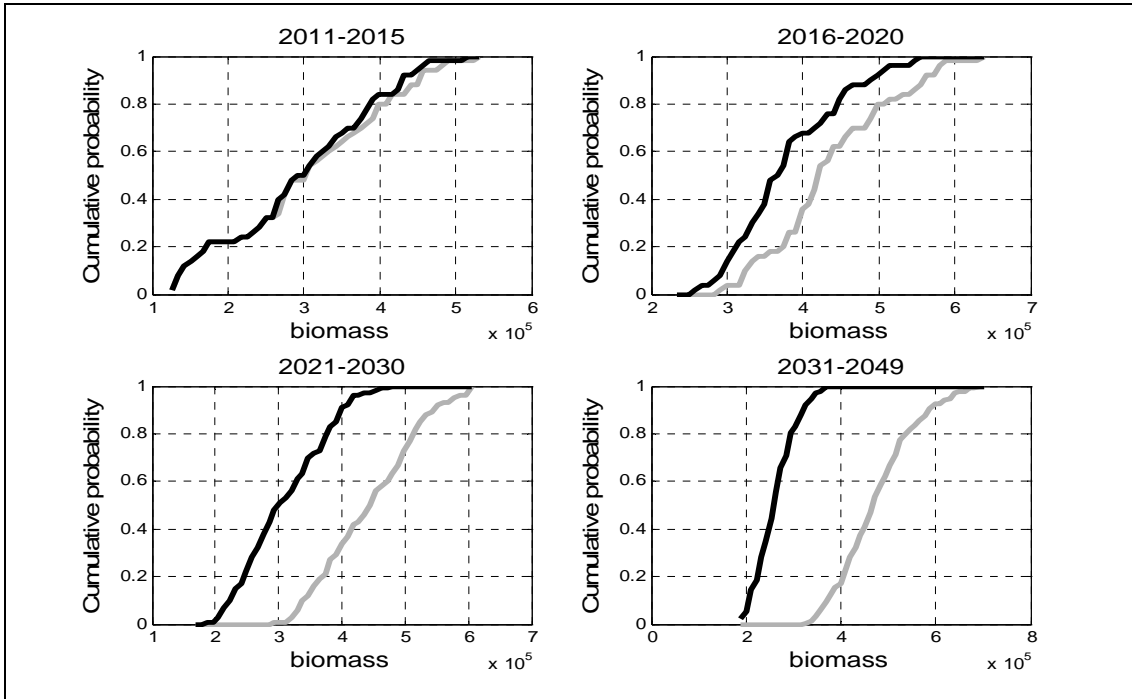 2011-2015
Cumulative probability
1
0.8
0.6
0.4
0.2
0
1 2 3 4 5 6
x 10^5
biomass
2016-2020
Cumulative probability
1
0.8
0.6
0.4
0.2
0
2 3 4 5 6 7
x 10^5
biomass
2021-2030
Cumulative probability
1
0.8
0.6
0.4
0.2
0
1 2 3 4 5 6 7
x 10^5
biomass
2031-2049
Cumulative probability
1
0.8
0.6
0.4
0.2
0
0 2 4 6 8
x 10^5
biomass